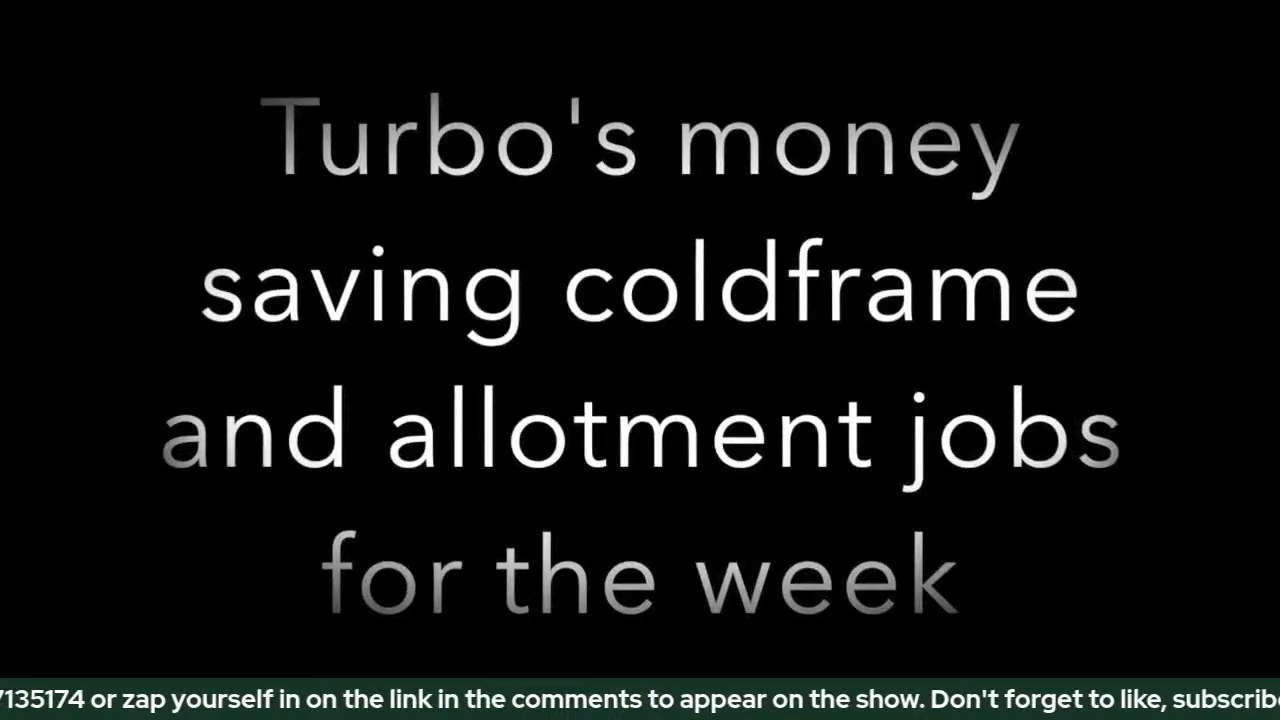 Turbo's money
saving coldframe
and allotment jobs
for the week
7135174 or zap yourself in on the link in the comments to appear on the show. Don't forget to like, subscribe